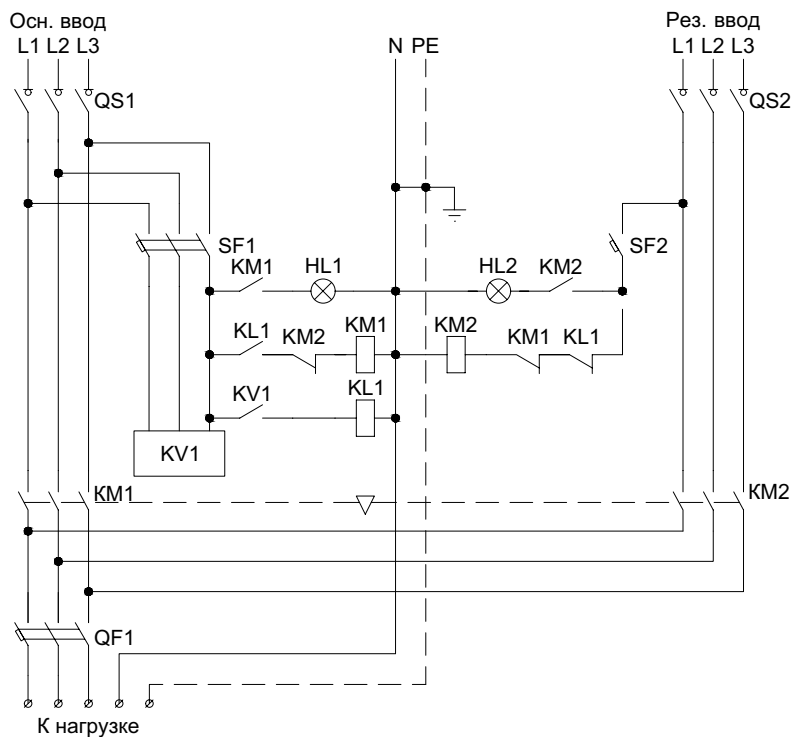 Осн. ввод
Рез. ввод
L1 L2 L3
N PE
L1 L2 L3
QS1
QS2
SF1
SF2
KM1
HL1
HL2
KM2
KL1
KM2
KM1
KM2
KM1
KL1
KV1
KL1
KV1
KM1
KM2
QF1
К нагрузке